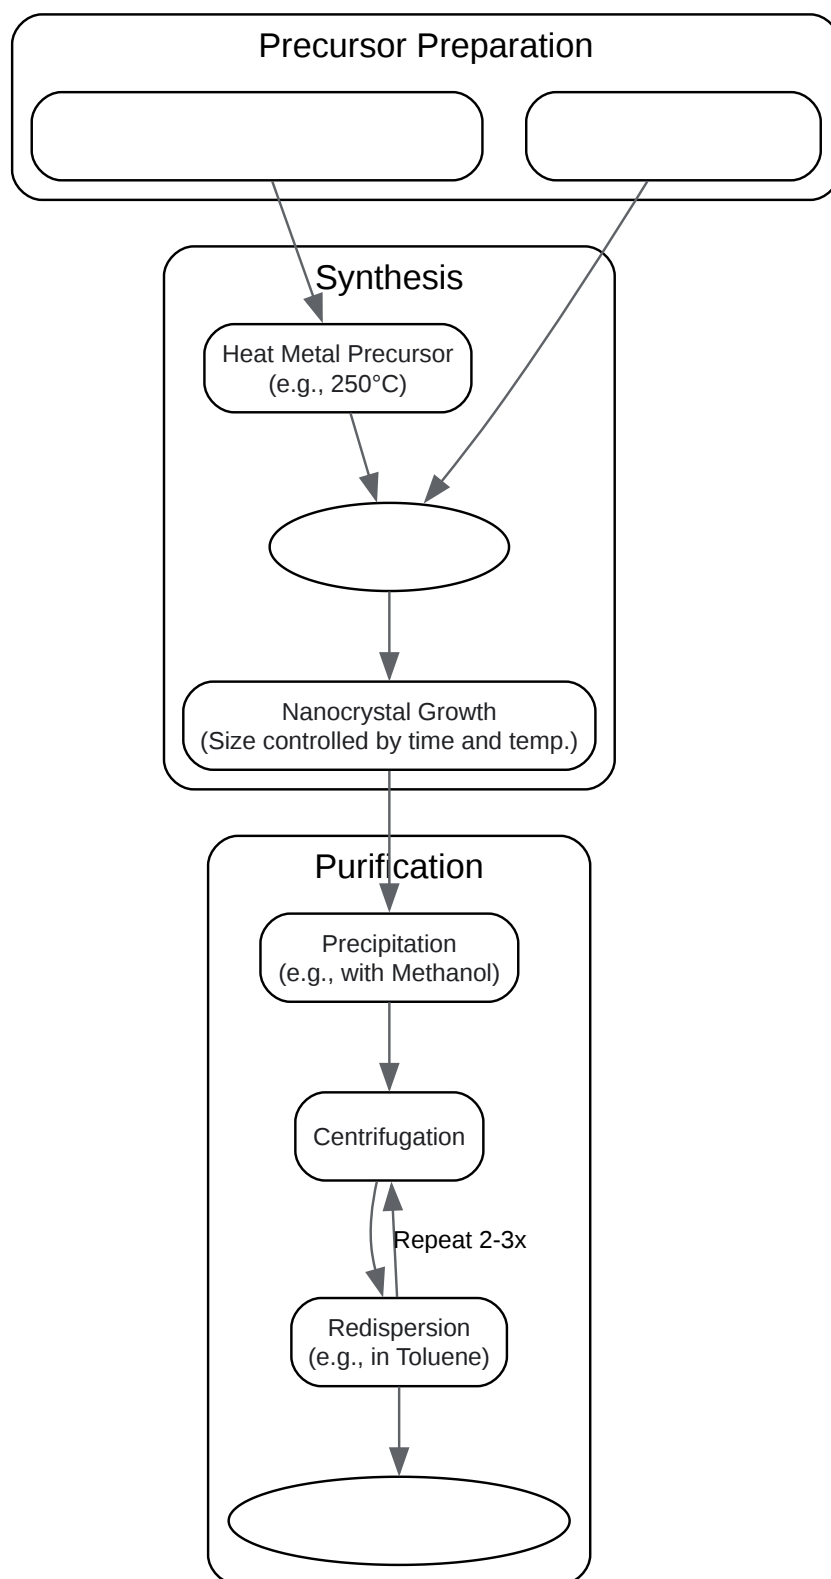 Precursor Preparation
Synthesis
Heat Metal Precursor
(e.g., 250°C)
Nanocrystal Growth
(Size controlled by time and temp.)
Purification
Precipitation
(e.g., with Methanol)
Centrifugation
Repeat 2-3x
Redispersion
(e.g., in Toluene)